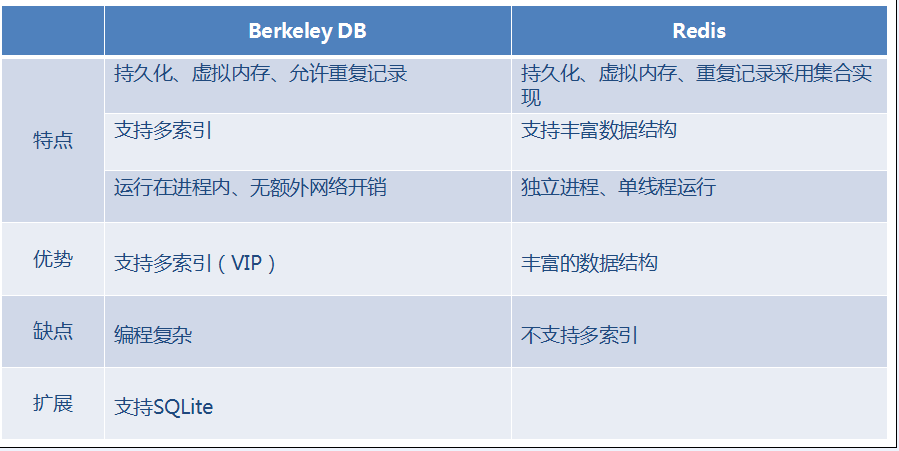 Berkeley DB
Redis
特点
持久化、虚拟内存、允许重复记录
持久化、虚拟内存、重复记录采用集合实
现
支持多索引
支持丰富数据结构
运行在进程内、无额外网络开销
独立进程、单线程运行
优势
支持多索引（VIP）
丰富的数据结构
缺点
编程复杂
不支持多索引
扩展
支持SQLite